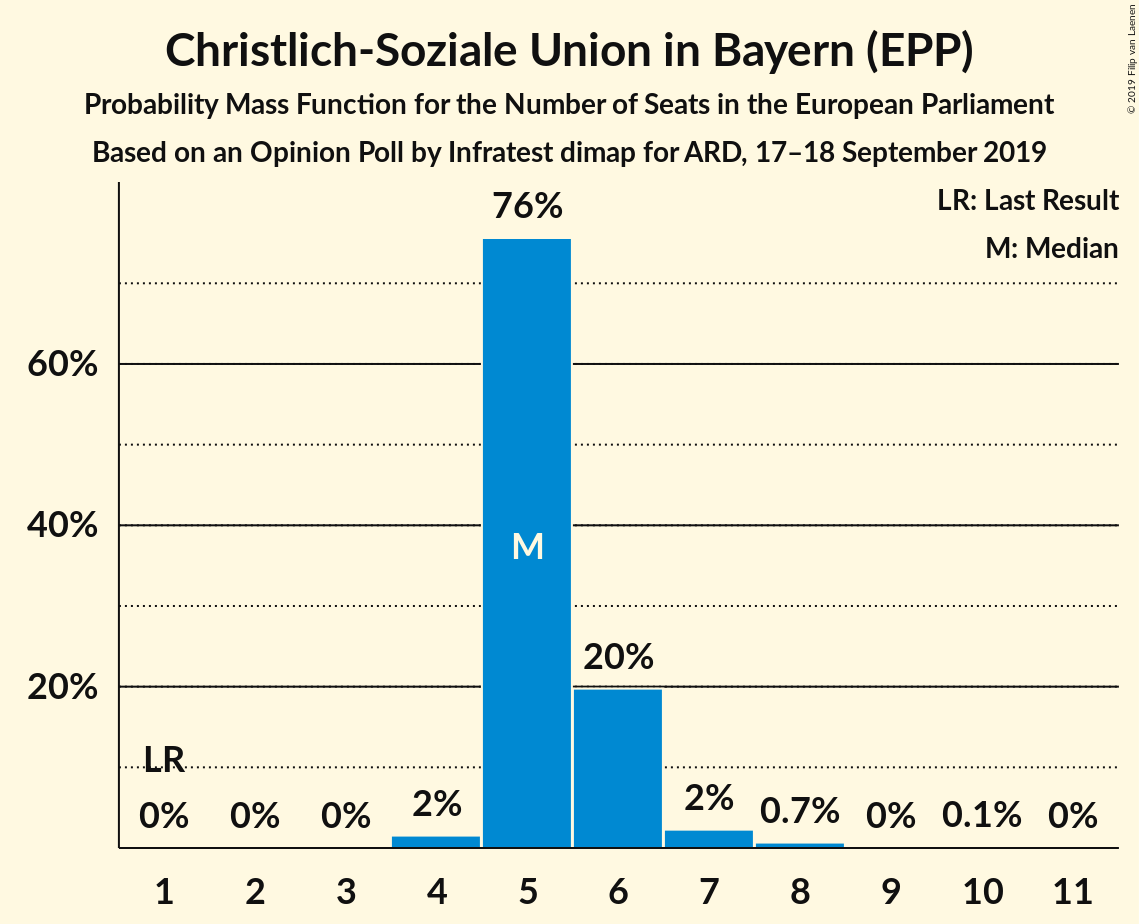 Christlich-Soziale Union in Bayern (EPP)
Probability Mass Function for the Number of Seats in the European Parliament
Based on an Opinion Poll by Infratest dimap for ARD, 17–18 September 2019
© 2019 Filip van Laenen
LR: Last Result
M: Median
76%
60%
40%
M
20%
20%
LR
0% 0% 0% 2% 2% 0.7% 0% 0.1% 0%
1 2 3 4 5 6 7 8 9 10 11